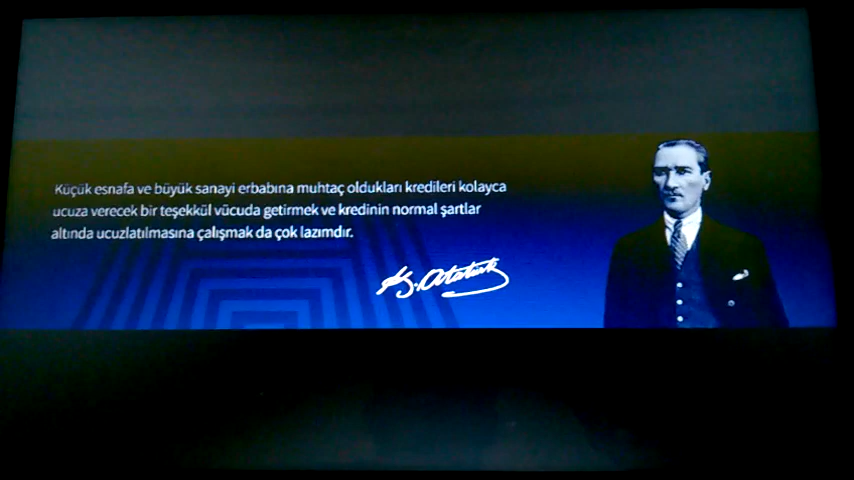 Küçük esnafa ve büyük sanayi erbabına muhtaç oldukları kredileri kolayca
ucuza verecek bir teşekkül vücuda getirmek ve kredinin normal şartlar
altında ucuzlatılmasına çalışmak da çok lazımdır.
K. Atatürk